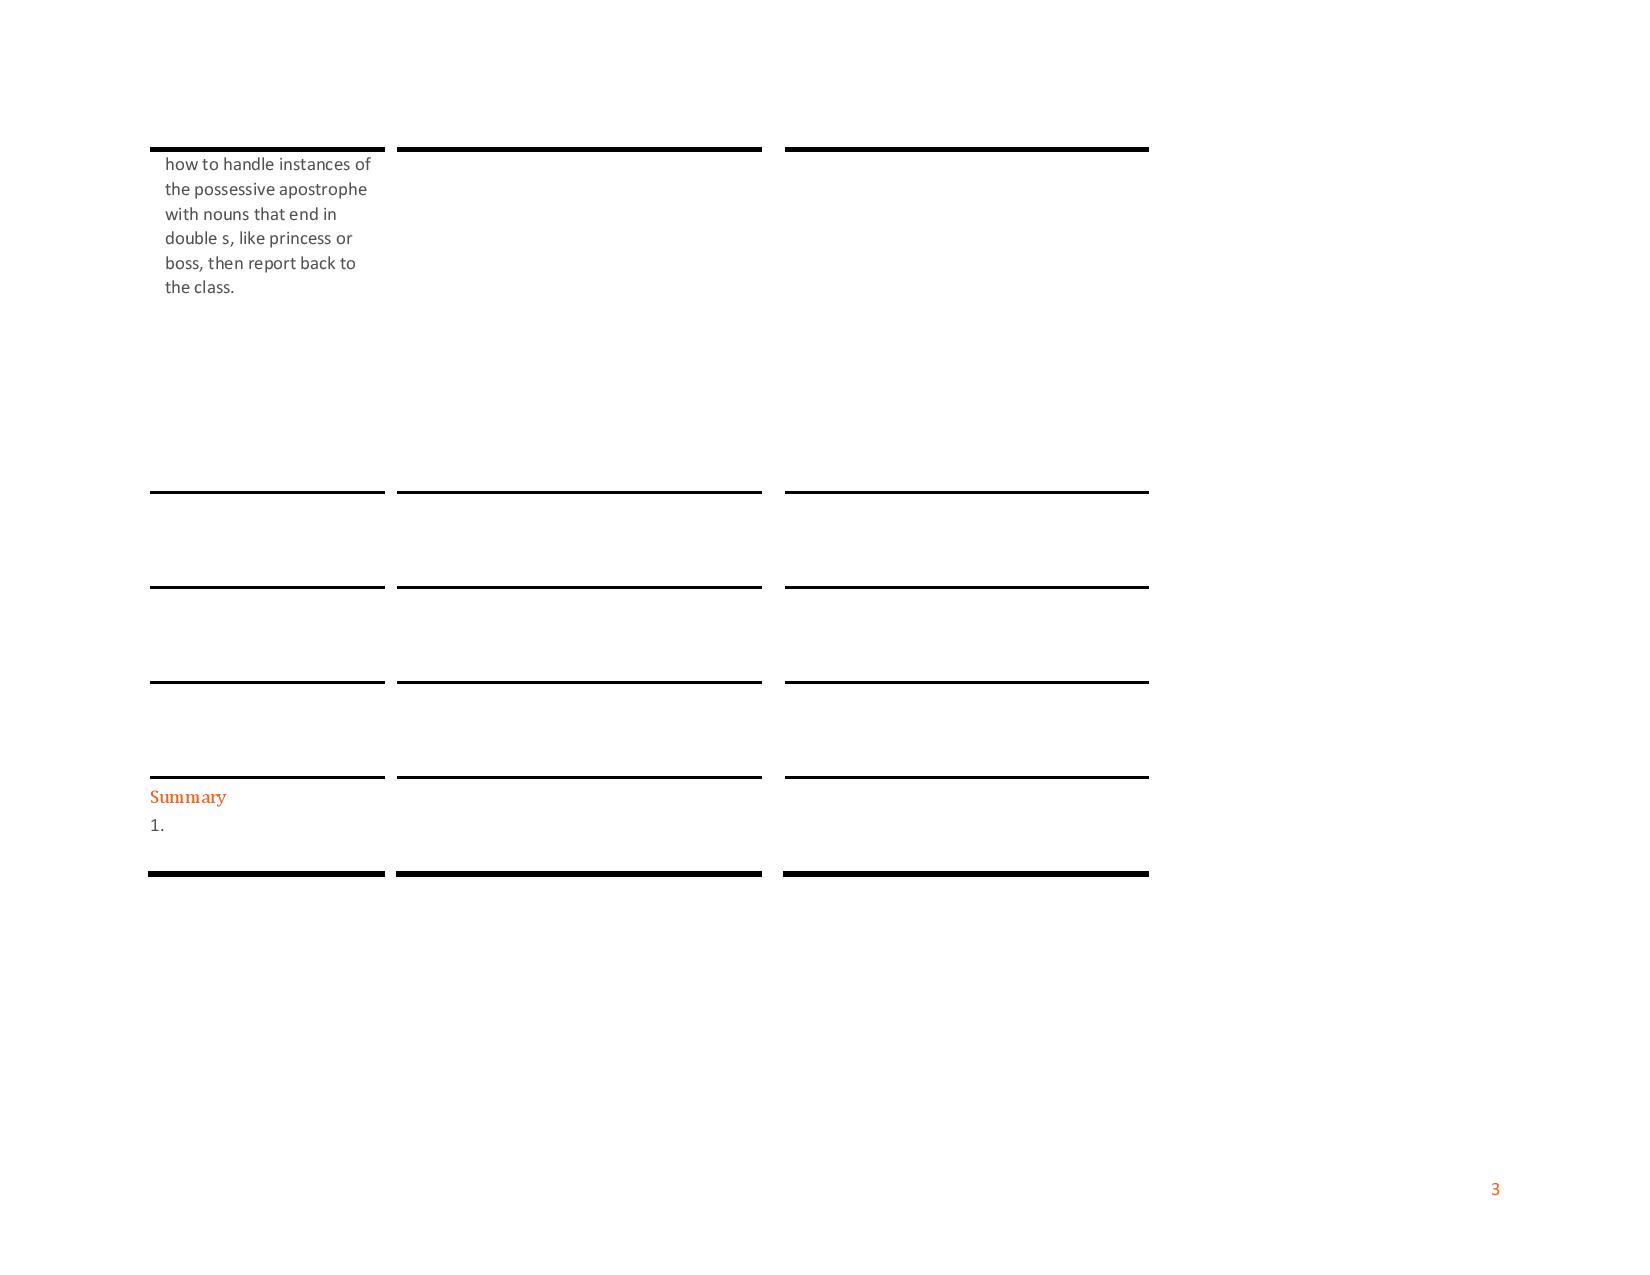 how to handle instances of
the possessive apostrophe
with nouns that end in
double s, like princess or
boss, then report back to
the class.
Summary
1.
3